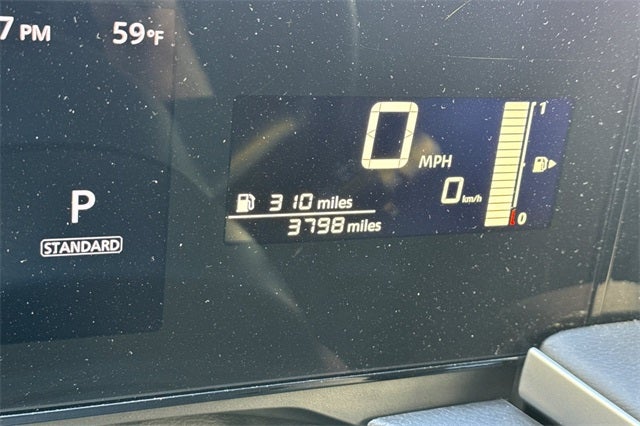 7 PM 59°F
P
STANDARD
0 MPH
0 km/h
310 miles
3798 miles
1
0